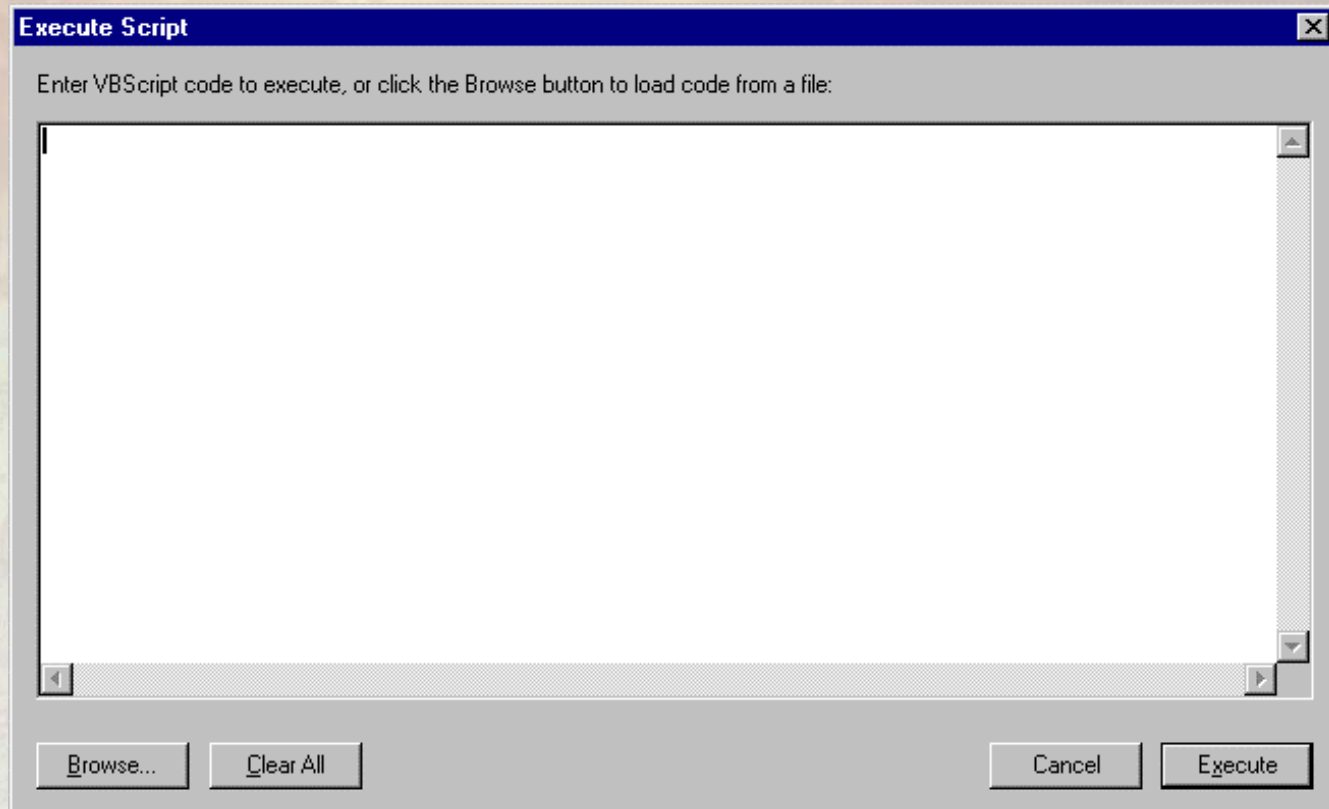 Execute Script
Enter VBScript code to execute, or click the Browse button to load code from a file:
Browse... Clear All Cancel Execute